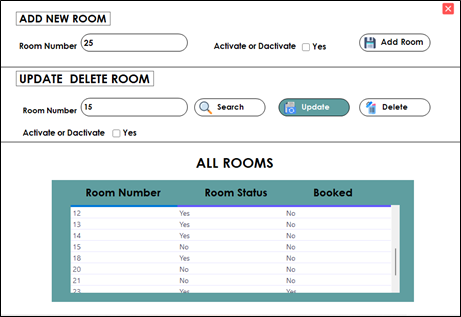 ADD NEW ROOM
Room Number 25 Activate or Dactivate Yes Add Room
UPDATE DELETE ROOM
Room Number 15 Search Update Delete
Activate or Dactivate Yes
ALL ROOMS
Room Number Room Status Booked
12 Yes No
13 Yes No
14 Yes No
15 No No
18 Yes No
20 No No
21 No No
23 Yes Yes